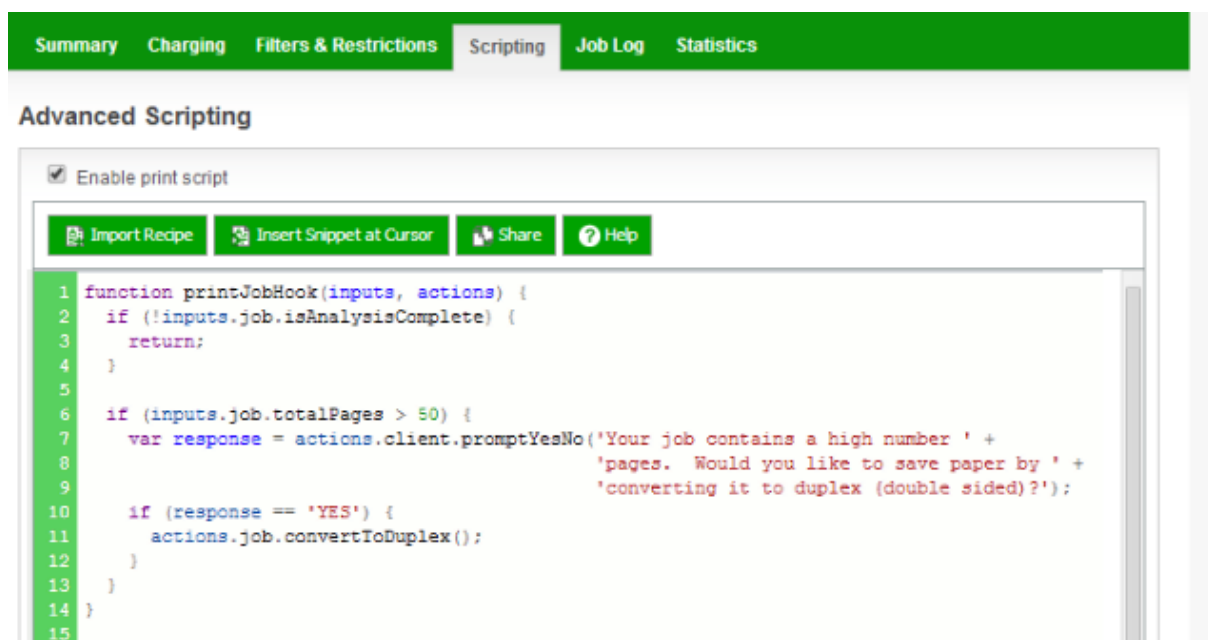 Summary Charging Filters & Restrictions Scripting Job Log Statistics
Advanced Scripting
Enable print script
Import Recipe Insert Snippet at Cursor Share Help
1 function printJobHook(inputs, actions) {
2   if (!inputs.job.isAnalysisComplete) {
3     return;
4   }
5
6   if (inputs.job.totalPages > 50) {
7     var response = actions.client.promptYesNo('Your job contains a high number ' +
8                                               'pages.  Would you like to save paper by ' +
9                                               'converting it to duplex (double sided)?');
10     if (response == 'YES') {
11       actions.job.convertToDuplex();
12     }
13   }
14 }
15